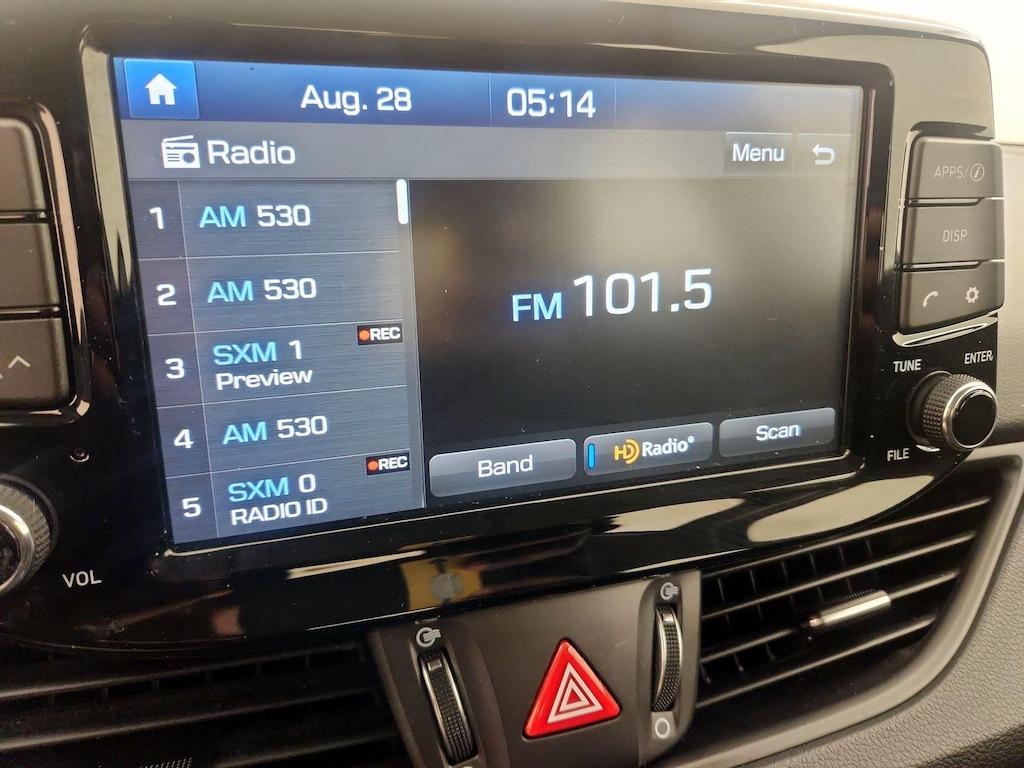 Aug. 28 05:14
Radio Menu
1 AM 530
2 AM 530
3 SXM 1 REC
Preview
4 AM 530
5 SXM 0 REC
RADIO ID
FM 101.5
Band HD Radio® Scan
APPS/i
DISP
TUNE ENTER
FILE
VOL